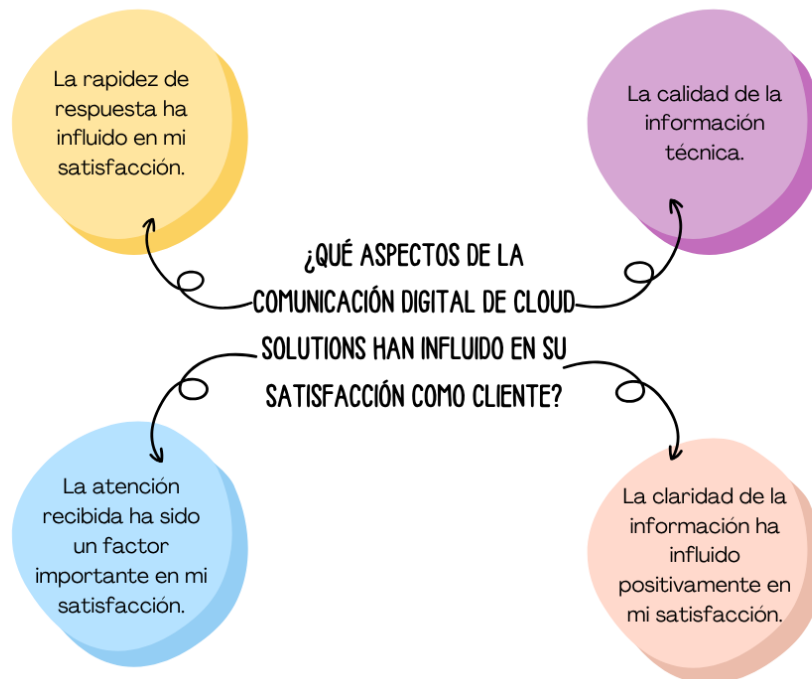 La rapidez de
respuesta ha
influido en mi
satisfacción.
La calidad de la
información
técnica.
¿QUÉ ASPECTOS DE LA
COMUNICACIÓN DIGITAL DE CLOUD
SOLUTIONS HAN INFLUIDO EN SU
SATISFACCIÓN COMO CLIENTE?
La atención
recibida ha sido
un factor
importante en mi
satisfacción.
La claridad de la
información ha
influido
positivamente en
mi satisfacción.